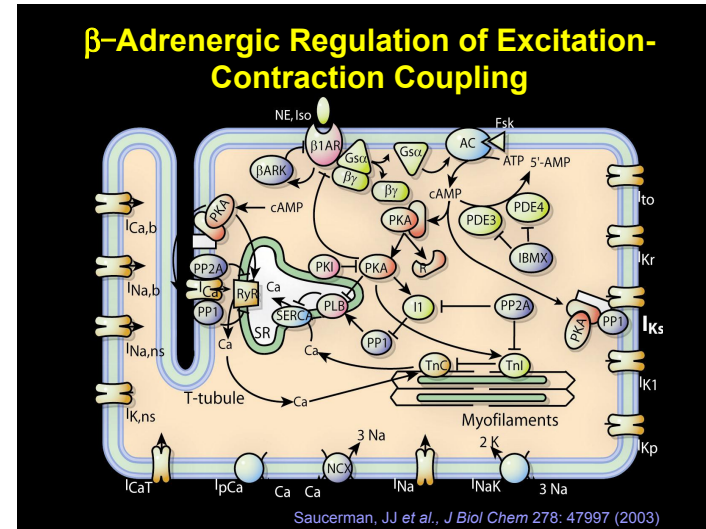 β−Adrenergic Regulation of Excitation-
Contraction Coupling
NE, Iso
Fsk
β1AR
Gsα
Gsα
AC
ATP
5'-AMP
βARK
βγ
βγ
cAMP
PKA
cAMP
PKA
PDE3
PDE4
R
IBMX
PP2A
ICa
PP1
RyR
Ca
SR
SERCA
PLB
PKI
PKA
I1
PP2A
PP1
PKA
PP1
Ca
Ca
Ca
TnC
TnI
T-tubule
Myofilaments
ICa,b
INa,b
INa,ns
IK,ns
Ito
IKr
IKs
IK1
IKp
ICaT
IpCa
Ca
Ca
NCX
3 Na
INa
INaK
2 K
3 Na
Saucerman, JJ et al., J Biol Chem 278: 47997 (2003)